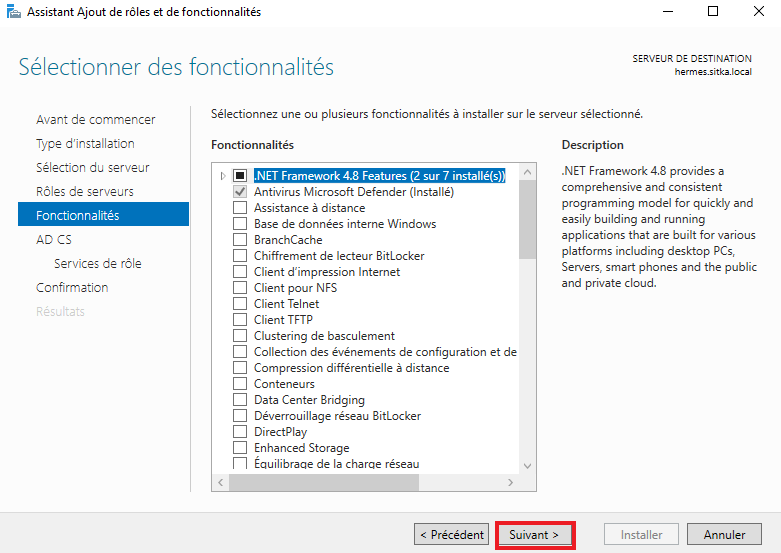 Assistant Ajout de rôles et de fonctionnalités
Sélectionner des fonctionnalités
SERVEUR DE DESTINATION
hermes.sitka.local
Avant de commencer
Type d'installation
Sélection du serveur
Rôles de serveurs
Fonctionnalités
AD CS
Services de rôle
Confirmation
Résultats
Sélectionnez une ou plusieurs fonctionnalités à installer sur le serveur sélectionné.
Fonctionnalités
.NET Framework 4.8 Features (2 sur 7 installé(s))
Antivirus Microsoft Defender (Installé)
Assistance à distance
Base de données interne Windows
BranchCache
Chiffrement de lecteur BitLocker
Client d'impression Internet
Client pour NFS
Client Telnet
Client TFTP
Clustering de basculement
Collection des événements de configuration et de
Compression différentielle à distance
Conteneurs
Data Center Bridging
Déverrouillage réseau BitLocker
DirectPlay
Enhanced Storage
Équilibrage de la charge réseau
Description
.NET Framework 4.8 provides a
comprehensive and consistent
programming model for quickly and
easily building and running
applications that are built for various
platforms including desktop PCs,
Servers, smart phones and the public
and private cloud.
< Précédent
Suivant >
Installer
Annuler